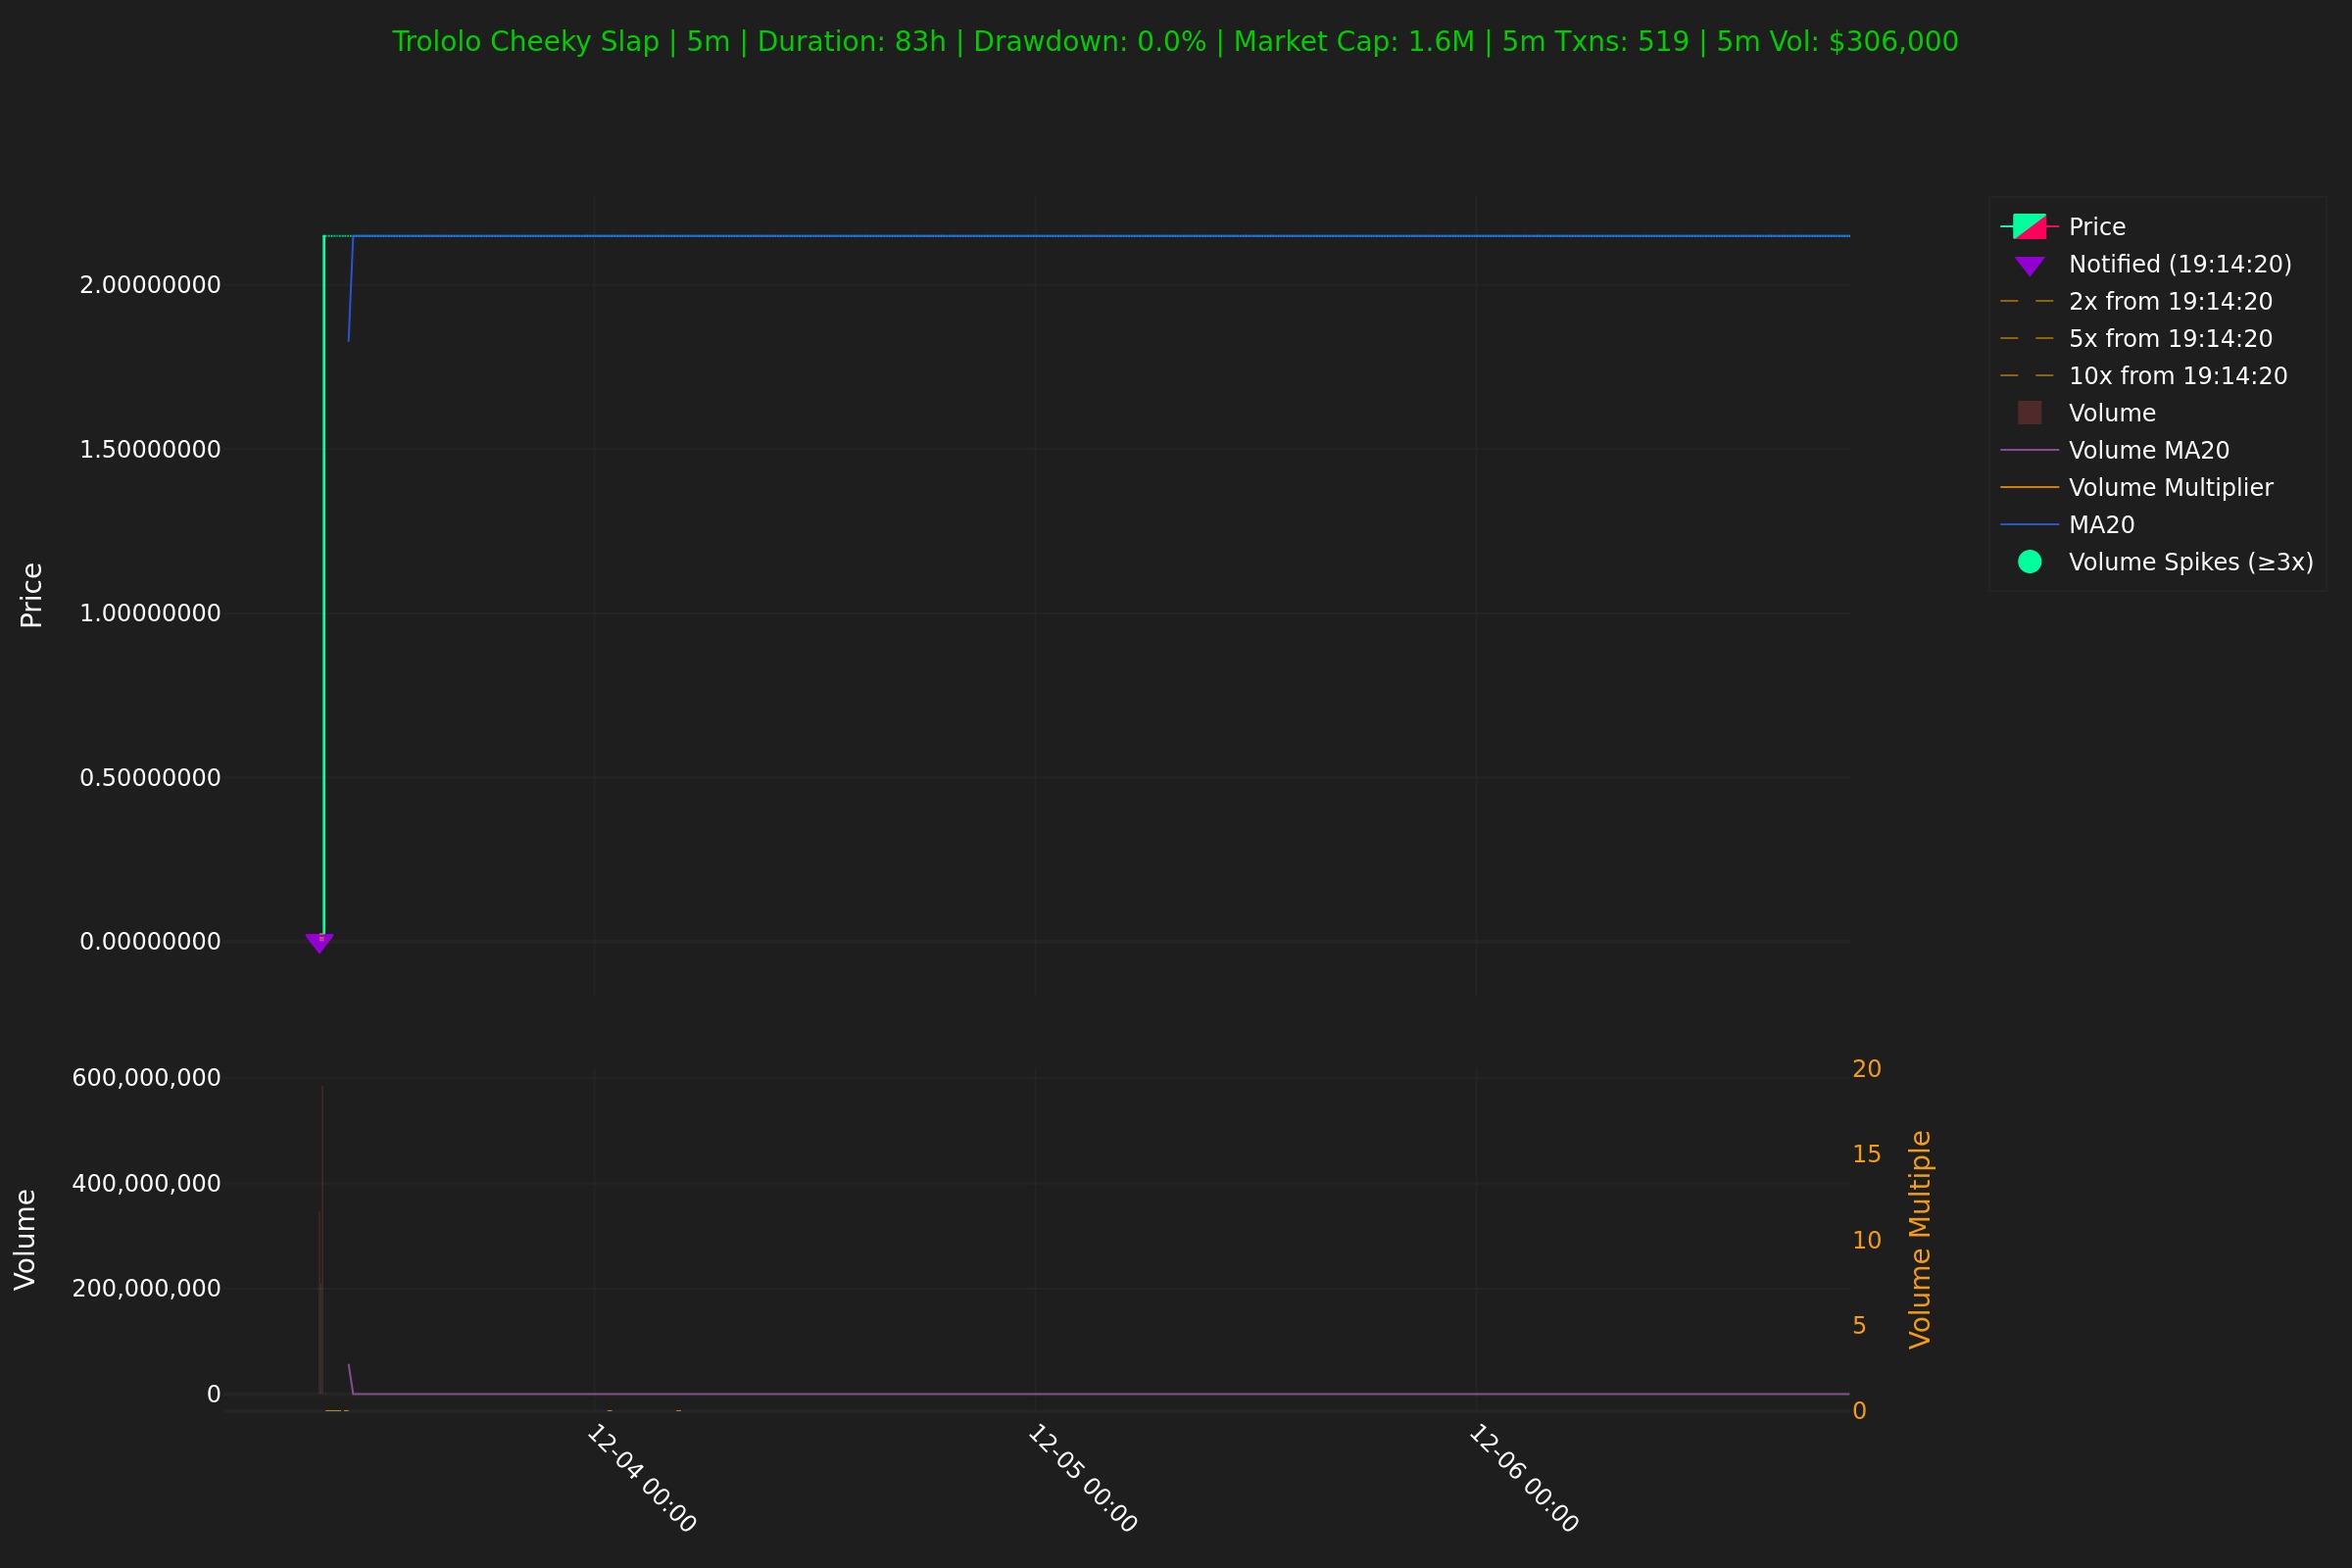 Trololo Cheeky Slap | 5m | Duration: 83h | Drawdown: 0.0% | Market Cap: 1.6M | 5m Txns: 519 | 5m Vol: $306,000
Price
2.00000000
1.50000000
1.00000000
0.50000000
0.00000000
Price
Notified (19:14:20)
2x from 19:14:20
5x from 19:14:20
10x from 19:14:20
Volume
Volume MA20
Volume Multiplier
MA20
Volume Spikes (≥3x)
Volume
600,000,000
400,000,000
200,000,000
0
20
15
10
5
0
Volume Multiple
12-04 00:00
12-05 00:00
12-06 00:00